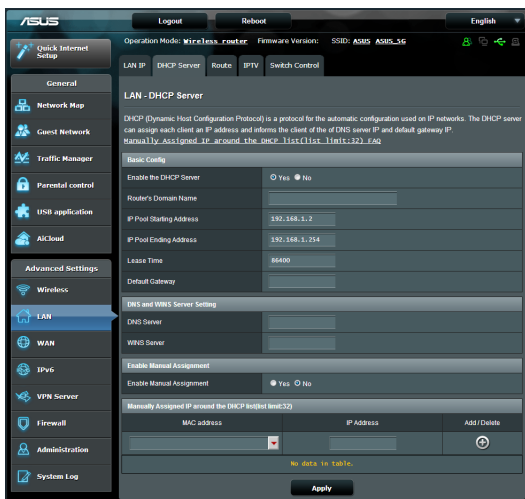 ASUS
Logout
Reboot
English
Quick Internet
Setup
Operation Mode: Wireless router Firmware Version: SSID: ASUS ASUS_5G
General
Network Map
Guest Network
Traffic Manager
Parental control
USB application
AiCloud
Advanced Settings
Wireless
LAN
WAN
IPv6
VPN Server
Firewall
Administration
System Log
LAN IP
DHCP Server
Route
IPTV
Switch Control
LAN - DHCP Server
DHCP (Dynamic Host Configuration Protocol) is a protocol for the automatic configuration used on IP networks. The DHCP server
can assign each client an IP address and informs the client of the of DNS server IP and default gateway IP.
Manually Assigned IP around the DHCP list(list limit:32) FAQ
Basic Config
Enable the DHCP Server Yes No
Router's Domain Name
IP Pool Starting Address 192.168.1.2
IP Pool Ending Address 192.168.1.254
Lease Time 86400
Default Gateway
DNS and WINS Server Setting
DNS Server
WINS Server
Enable Manual Assignment
Enable Manual Assignment Yes No
Manually Assigned IP around the DHCP list(list limit:32)
MAC address IP Address Add / Delete
No data in table.
Apply